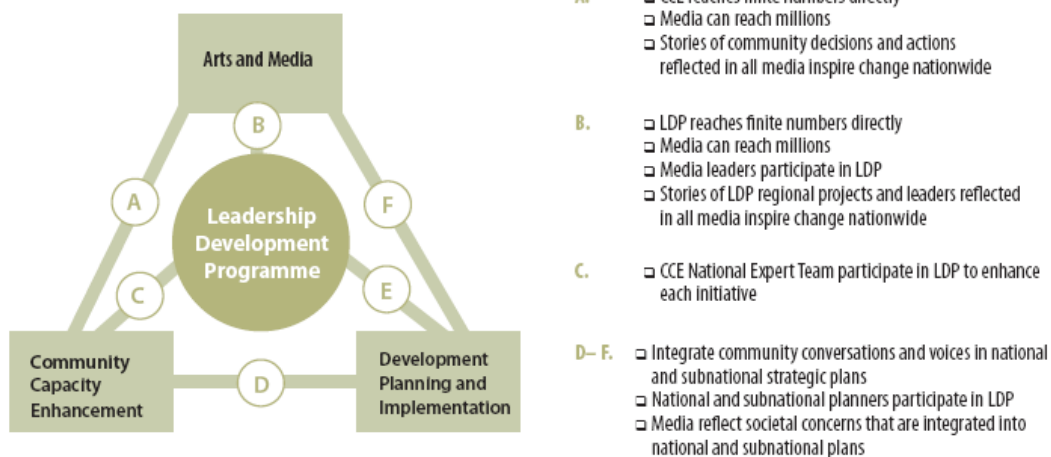 Arts and Media
B
A
F
Leadership
Development
Programme
C
E
Community
Capacity
Enhancement
D
Development
Planning and
Implementation
A. ❑ CCE reaches finite numbers directly
❑ Media can reach millions
❑ Stories of community decisions and actions
reflected in all media inspire change nationwide
B. ❑ LDP reaches finite numbers directly
❑ Media can reach millions
❑ Media leaders participate in LDP
❑ Stories of LDP regional projects and leaders reflected
in all media inspire change nationwide
C. ❑ CCE National Expert Team participate in LDP to enhance
each initiative
D– F. ❑ Integrate community conversations and voices in national
and subnational strategic plans
❑ National and subnational planners participate in LDP
❑ Media reflect societal concerns that are integrated into
national and subnational plans